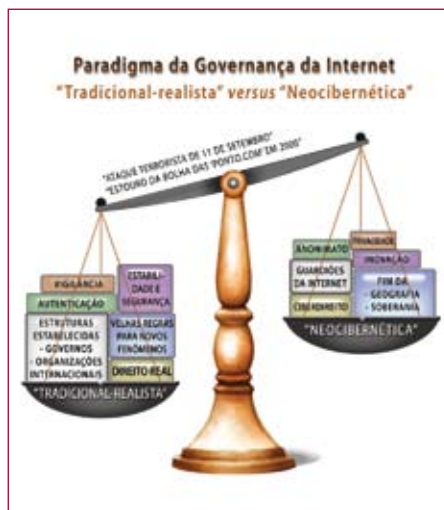 Paradigma da Governança da Internet
"Tradicional-realista" versus "Neocibernética"
"ATAQUE TERRORISTA DE 11 DE SETEMBRO"
"ESTOURO DA BOLHA DAS 'PONTO.COM' EM 2000"
VIGILÂNCIA
ESTABILI-
DADE E
SEGURANÇA
AUTENTICAÇÃO
ESTRUTURAS
ESTABELECIDAS
- GOVERNOS
- ORGANIZAÇÕES
INTERNACIONAIS
VELHAS REGRAS
PARA NOVOS
FENÔMENOS
DIREITO REAL
"TRADICIONAL-REALISTA"
ANONIMATO
PRIVACIDADE
INOVAÇÃO
GUARDIÕES
DA INTERNET
CIBERDIREITO
FIM DA
- GEOGRAFIA
- SOBERANIA
"NEOCIBERNÉTICA"